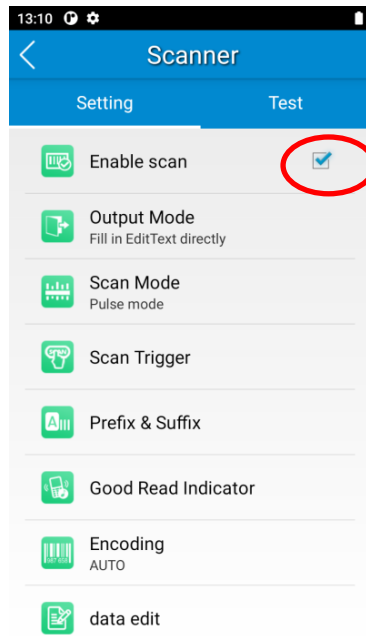 13:10
Scanner
Setting
Test
Enable scan
Output Mode
Fill in EditText directly
Scan Mode
Pulse mode
Scan Trigger
Prefix & Suffix
Good Read Indicator
Encoding
AUTO
data edit